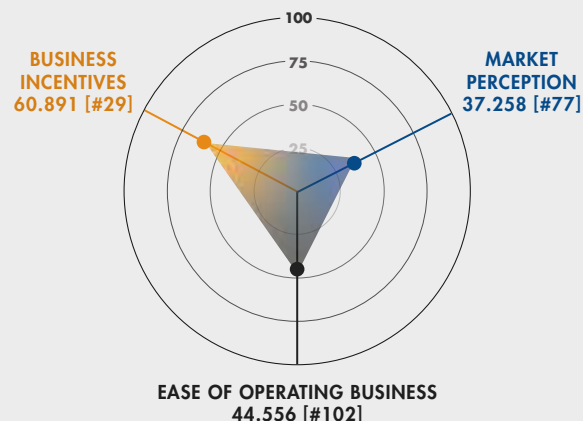 100
75
50
25
BUSINESS
INCENTIVES
60.891 [#29]
MARKET
PERCEPTION
37.258 [#77]
EASE OF OPERATING BUSINESS
44.556 [#102]